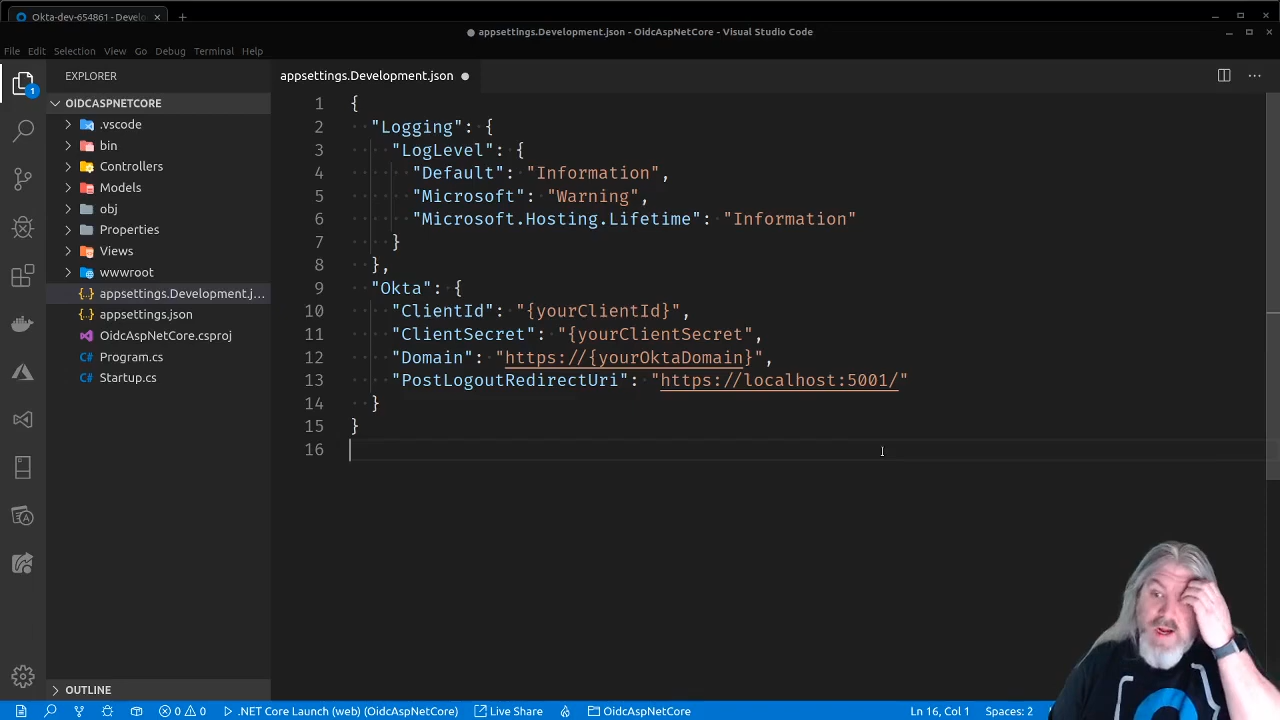 Okta-dev-654861 - Develo
appsettings.Development.json - OidcAspNetCore - Visual Studio Code
File Edit Selection View Go Debug Terminal Help
EXPLORER
appsettings.Development.json
OIDCASPNETCORE
.vscode
bin
Controllers
Models
obj
Properties
Views
wwwroot
appsettings.Development.j...
appsettings.json
OidcAspNetCore.csproj
Program.cs
Startup.cs
1 {
2 "Logging": {
3 "LogLevel": {
4 "Default": "Information",
5 "Microsoft": "Warning",
6 "Microsoft.Hosting.Lifetime": "Information"
7 }
8 },
9 "Okta": {
10 "ClientId": "{yourClientId}",
11 "ClientSecret": "{yourClientSecret",
12 "Domain": "https://{yourOktaDomain}",
13 "PostLogoutRedirectUri": "https://localhost:5001/"
14 }
15 }
16
1
OUTLINE
0 0 .NET Core Launch (web) (OidcAspNetCore) Live Share OidcAspNetCore Ln 16, Col 1 Spaces: 2